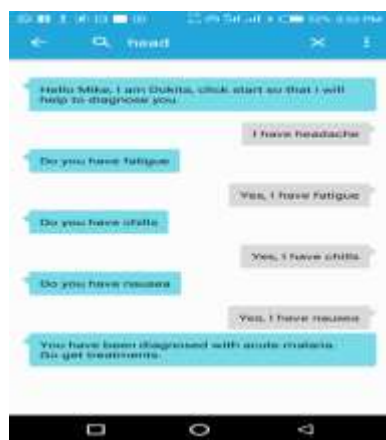 head
Hello Mike, I am Dokita, click start so that I will
help to diagnose you.
I have headache
Do you have fatigue
Yes, I have fatigue
Do you have chills
Yes, I have chills
Do you have nausea
Yes, I have nausea
You have been diagnosed with acute malaria.
Go get treatments.